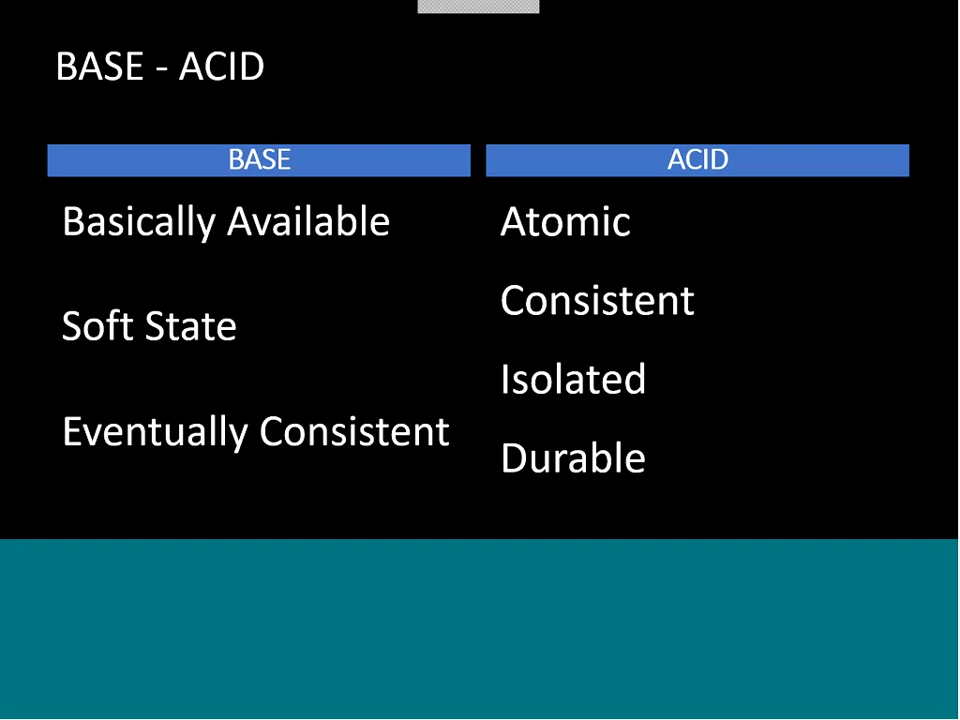 BASE - ACID
BASE
Basically Available
Soft State
Eventually Consistent
ACID
Atomic
Consistent
Isolated
Durable